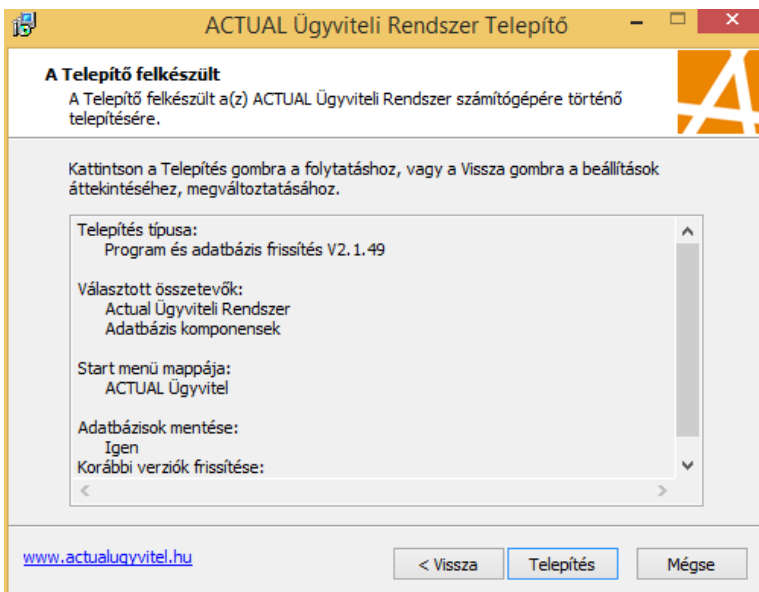 ACTUAL Ügyviteli Rendszer Telepítő
A Telepítő felkészült
A Telepítő felkészült a(z) ACTUAL Ügyviteli Rendszer számítógépére történő
telepítésére.
Kattintson a Telepítés gombra a folytatáshoz, vagy a Vissza gombra a beállítások
áttekintéséhez, megváltoztatásához.
Telepítés típusa:
Program és adatbázis frissítés V2.1.49
Választott összetevők:
Actual Ügyviteli Rendszer
Adatbázis komponensek
Start menü mappája:
ACTUAL Ügyvitel
Adatbázisok mentése:
Igen
Korábbi verziók frissítése:
www.actualugyvitel.hu
< Vissza
Telepítés
Mégse